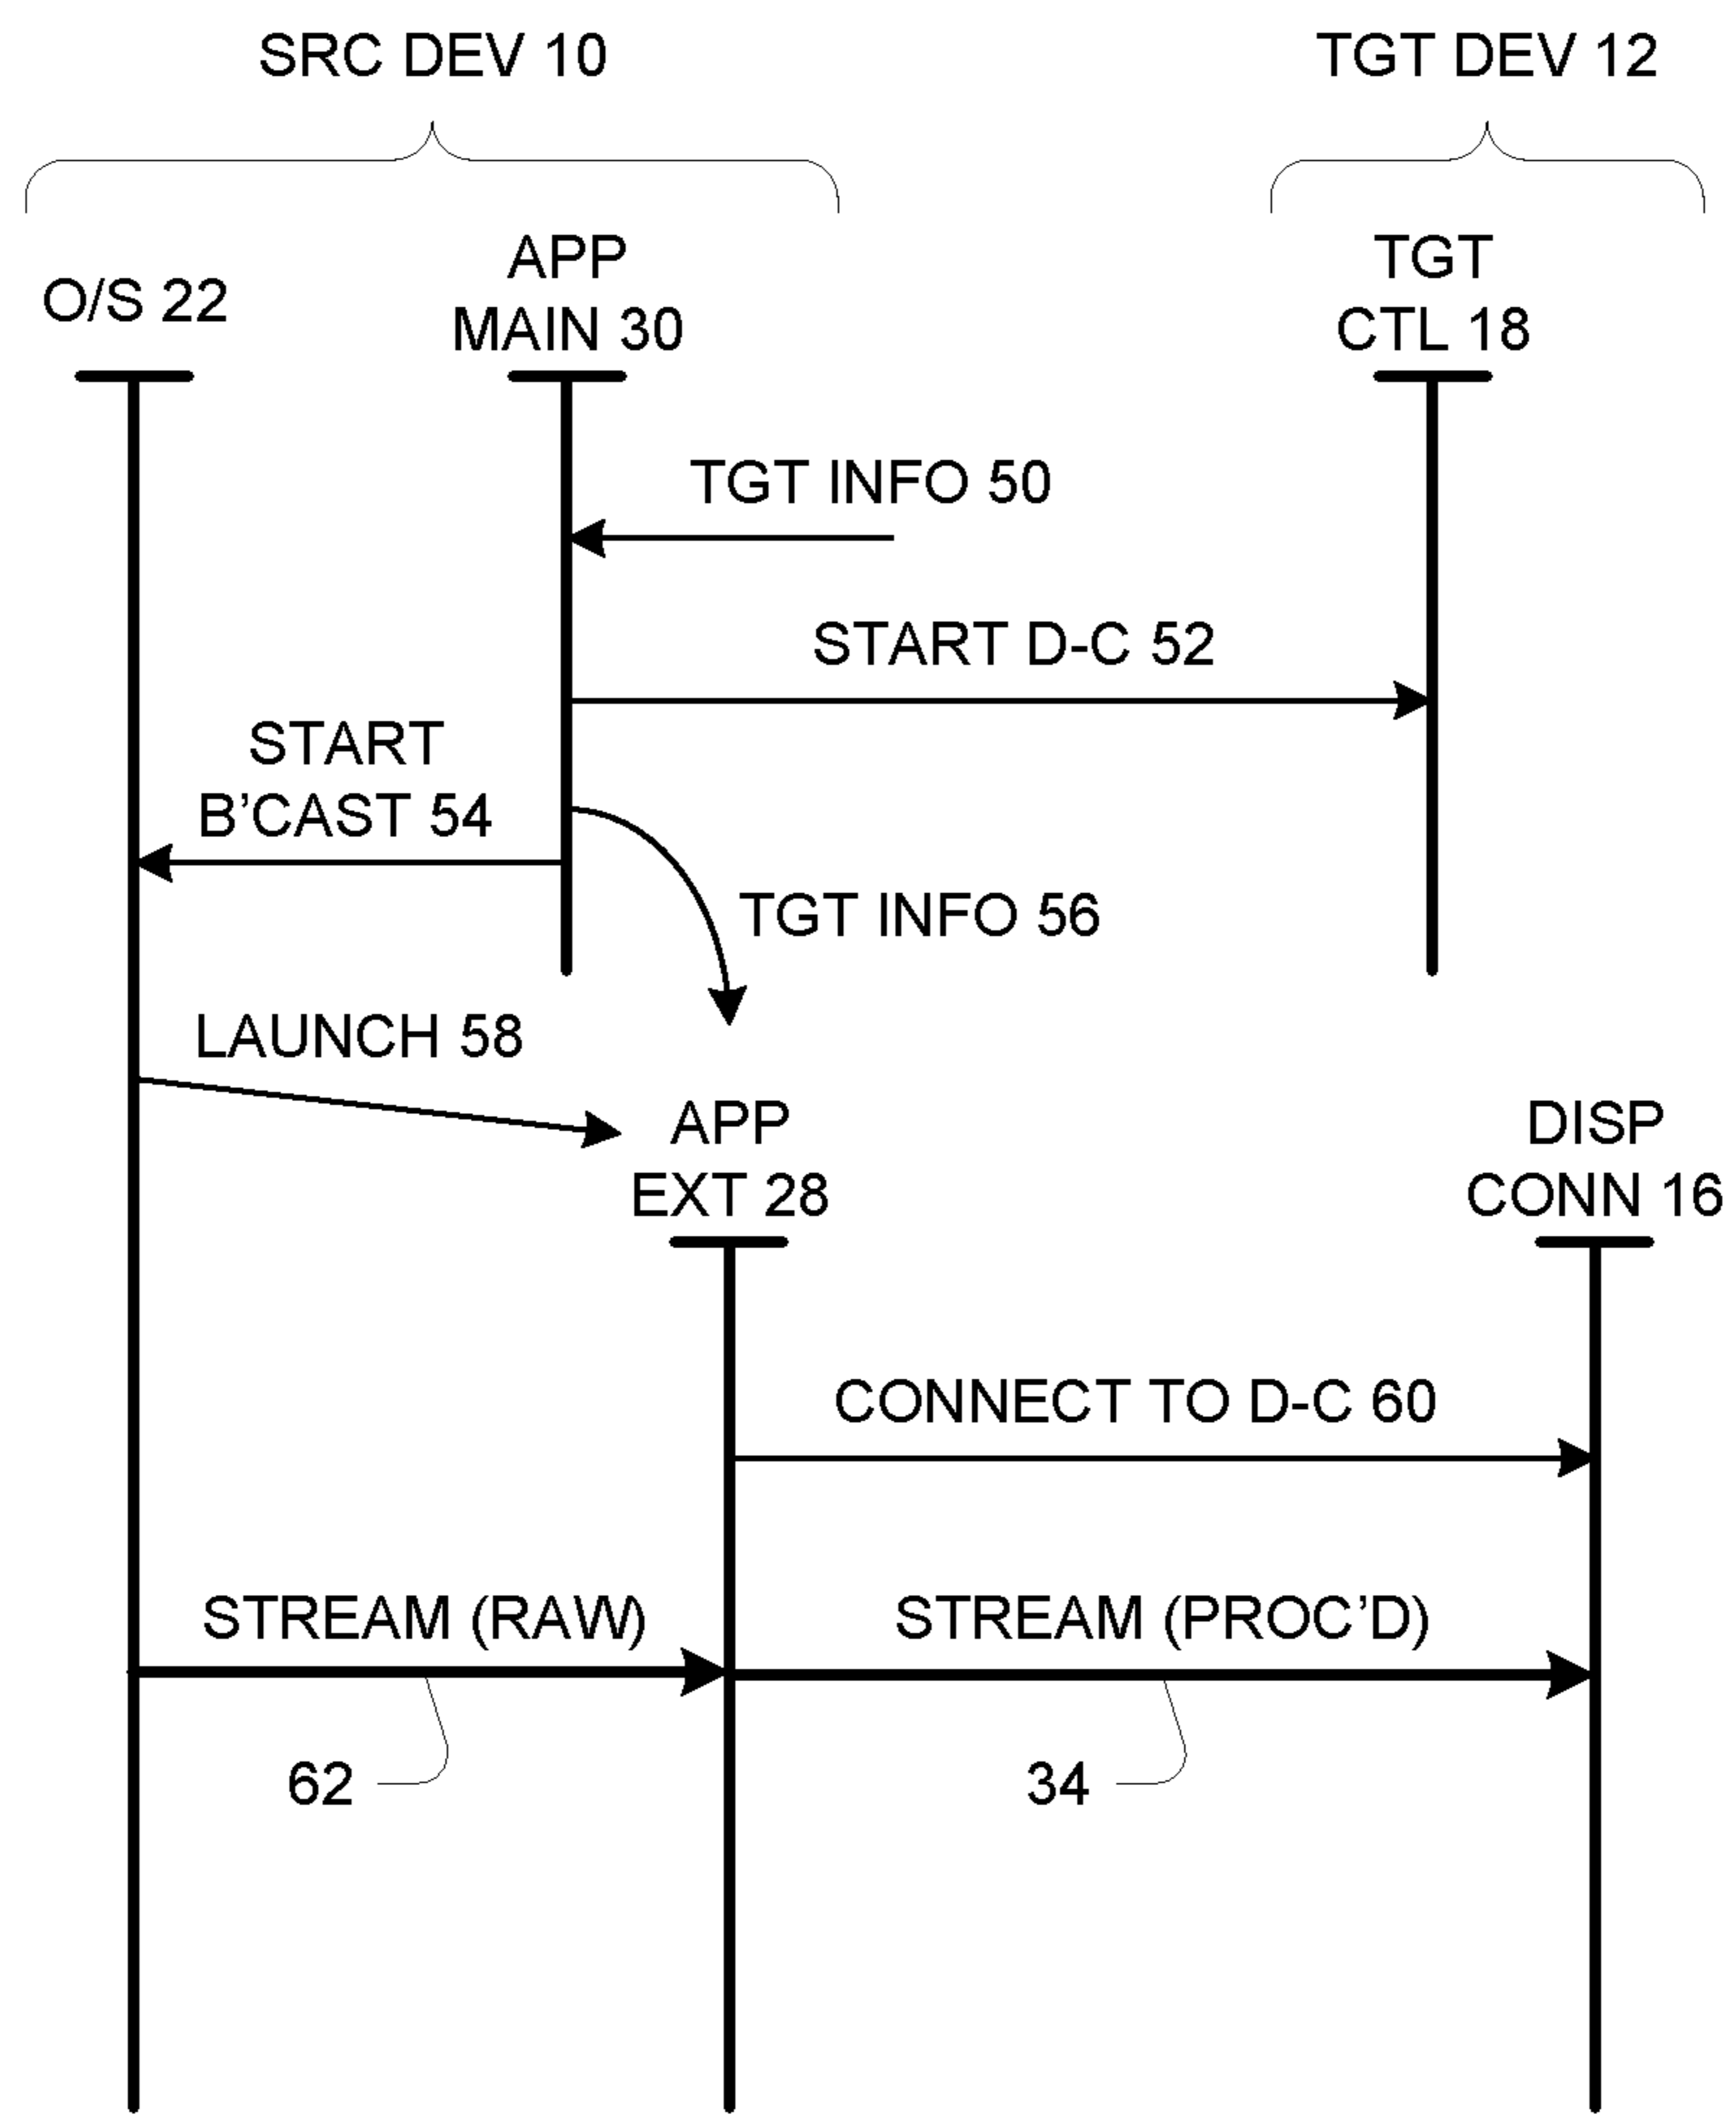 SRC DEV 10
TGT DEV 12
O/S 22
APP
MAIN 30
TGT
CTL 18
TGT INFO 50
START D-C 52
START
B’CAST 54
TGT INFO 56
LAUNCH 58
APP
EXT 28
DISP
CONN 16
CONNECT TO D-C 60
STREAM (RAW)
STREAM (PROC’D)
62
34